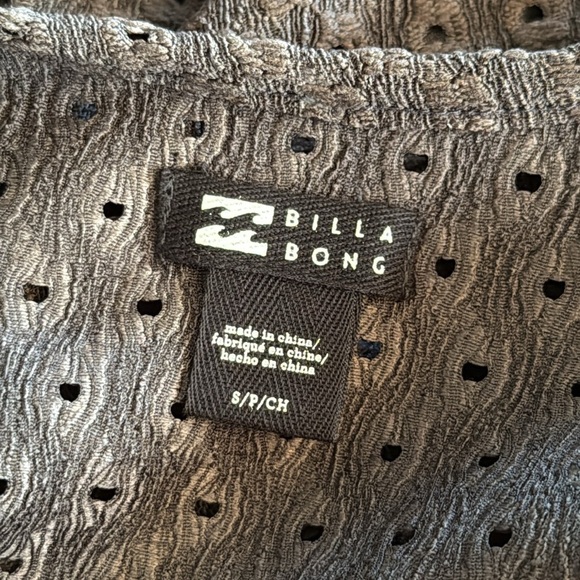 BILLA
BONG
made in china/
fabriqué en chine/
hecho en china
S/P/CH